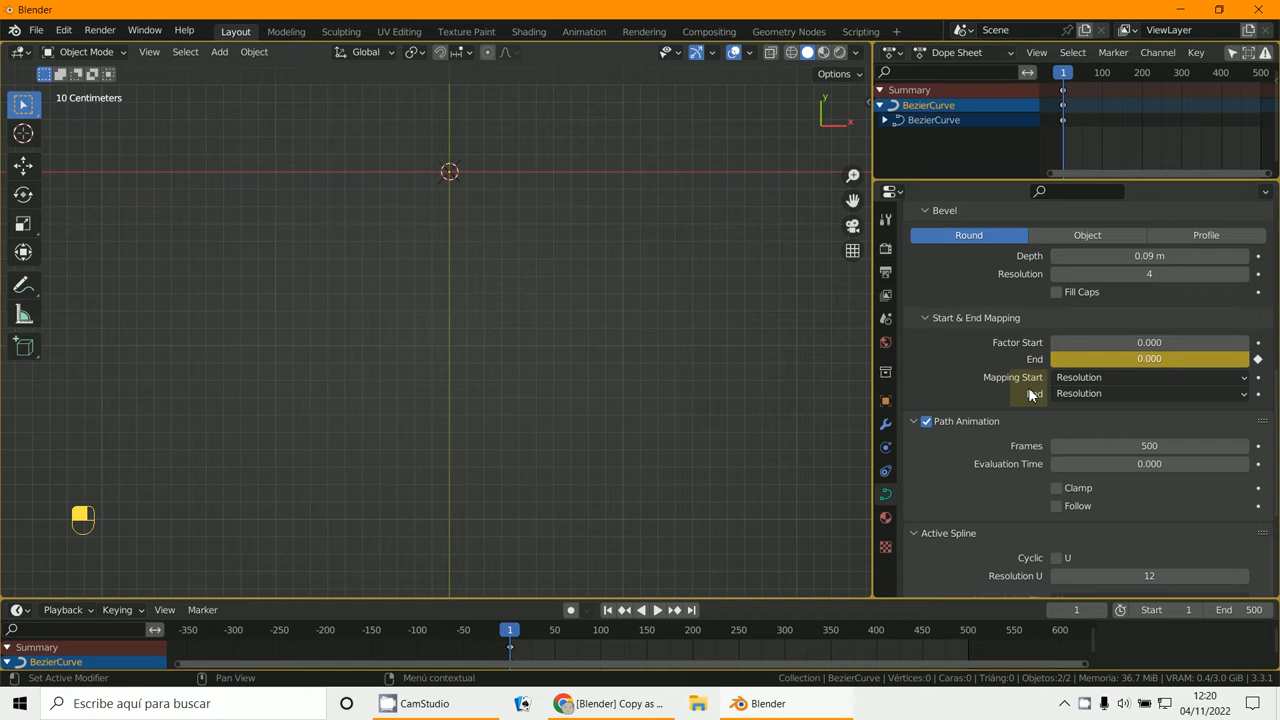 Blender
File Edit Render Window Help Layout Modeling Sculpting UV Editing Texture Paint Shading Animation Rendering Compositing Geometry Nodes Scripting + Scene ViewLayer
Object Mode View Select Add Object Global Dope Sheet View Select Marker Channel Key
Options 1 100 200 300 400 500
10 Centimeters
y
x
Summary
BezierCurve
BezierCurve
Bevel
Round Object Profile
Depth 0.09 m
Resolution 4
Fill Caps
Start & End Mapping
Factor Start 0.000
End 0.000
Mapping Start Resolution
Resolution
Path Animation
Frames 500
Evaluation Time 0.000
Clamp
Follow
Active Spline
Cyclic U
Resolution U 12
Playback Keying View Marker 1 Start 1 End 500
-350 -300 -250 -200 -150 -100 -50 1 50 100 150 200 250 300 350 400 450 500 550 600
Summary
BezierCurve
Set Active Modifier Pan View Menú contextual Collection | BezierCurve | Vértices:0 | Caras:0 | Triáng:0 | Objects:2/2 | Memoria: 36.7 MiB | VRAM: 0.4/3.0 GiB | 3.3.1
Escribe aquí para buscar CamStudio [Blender] Copy as ... Blender 12:20
04/11/2022